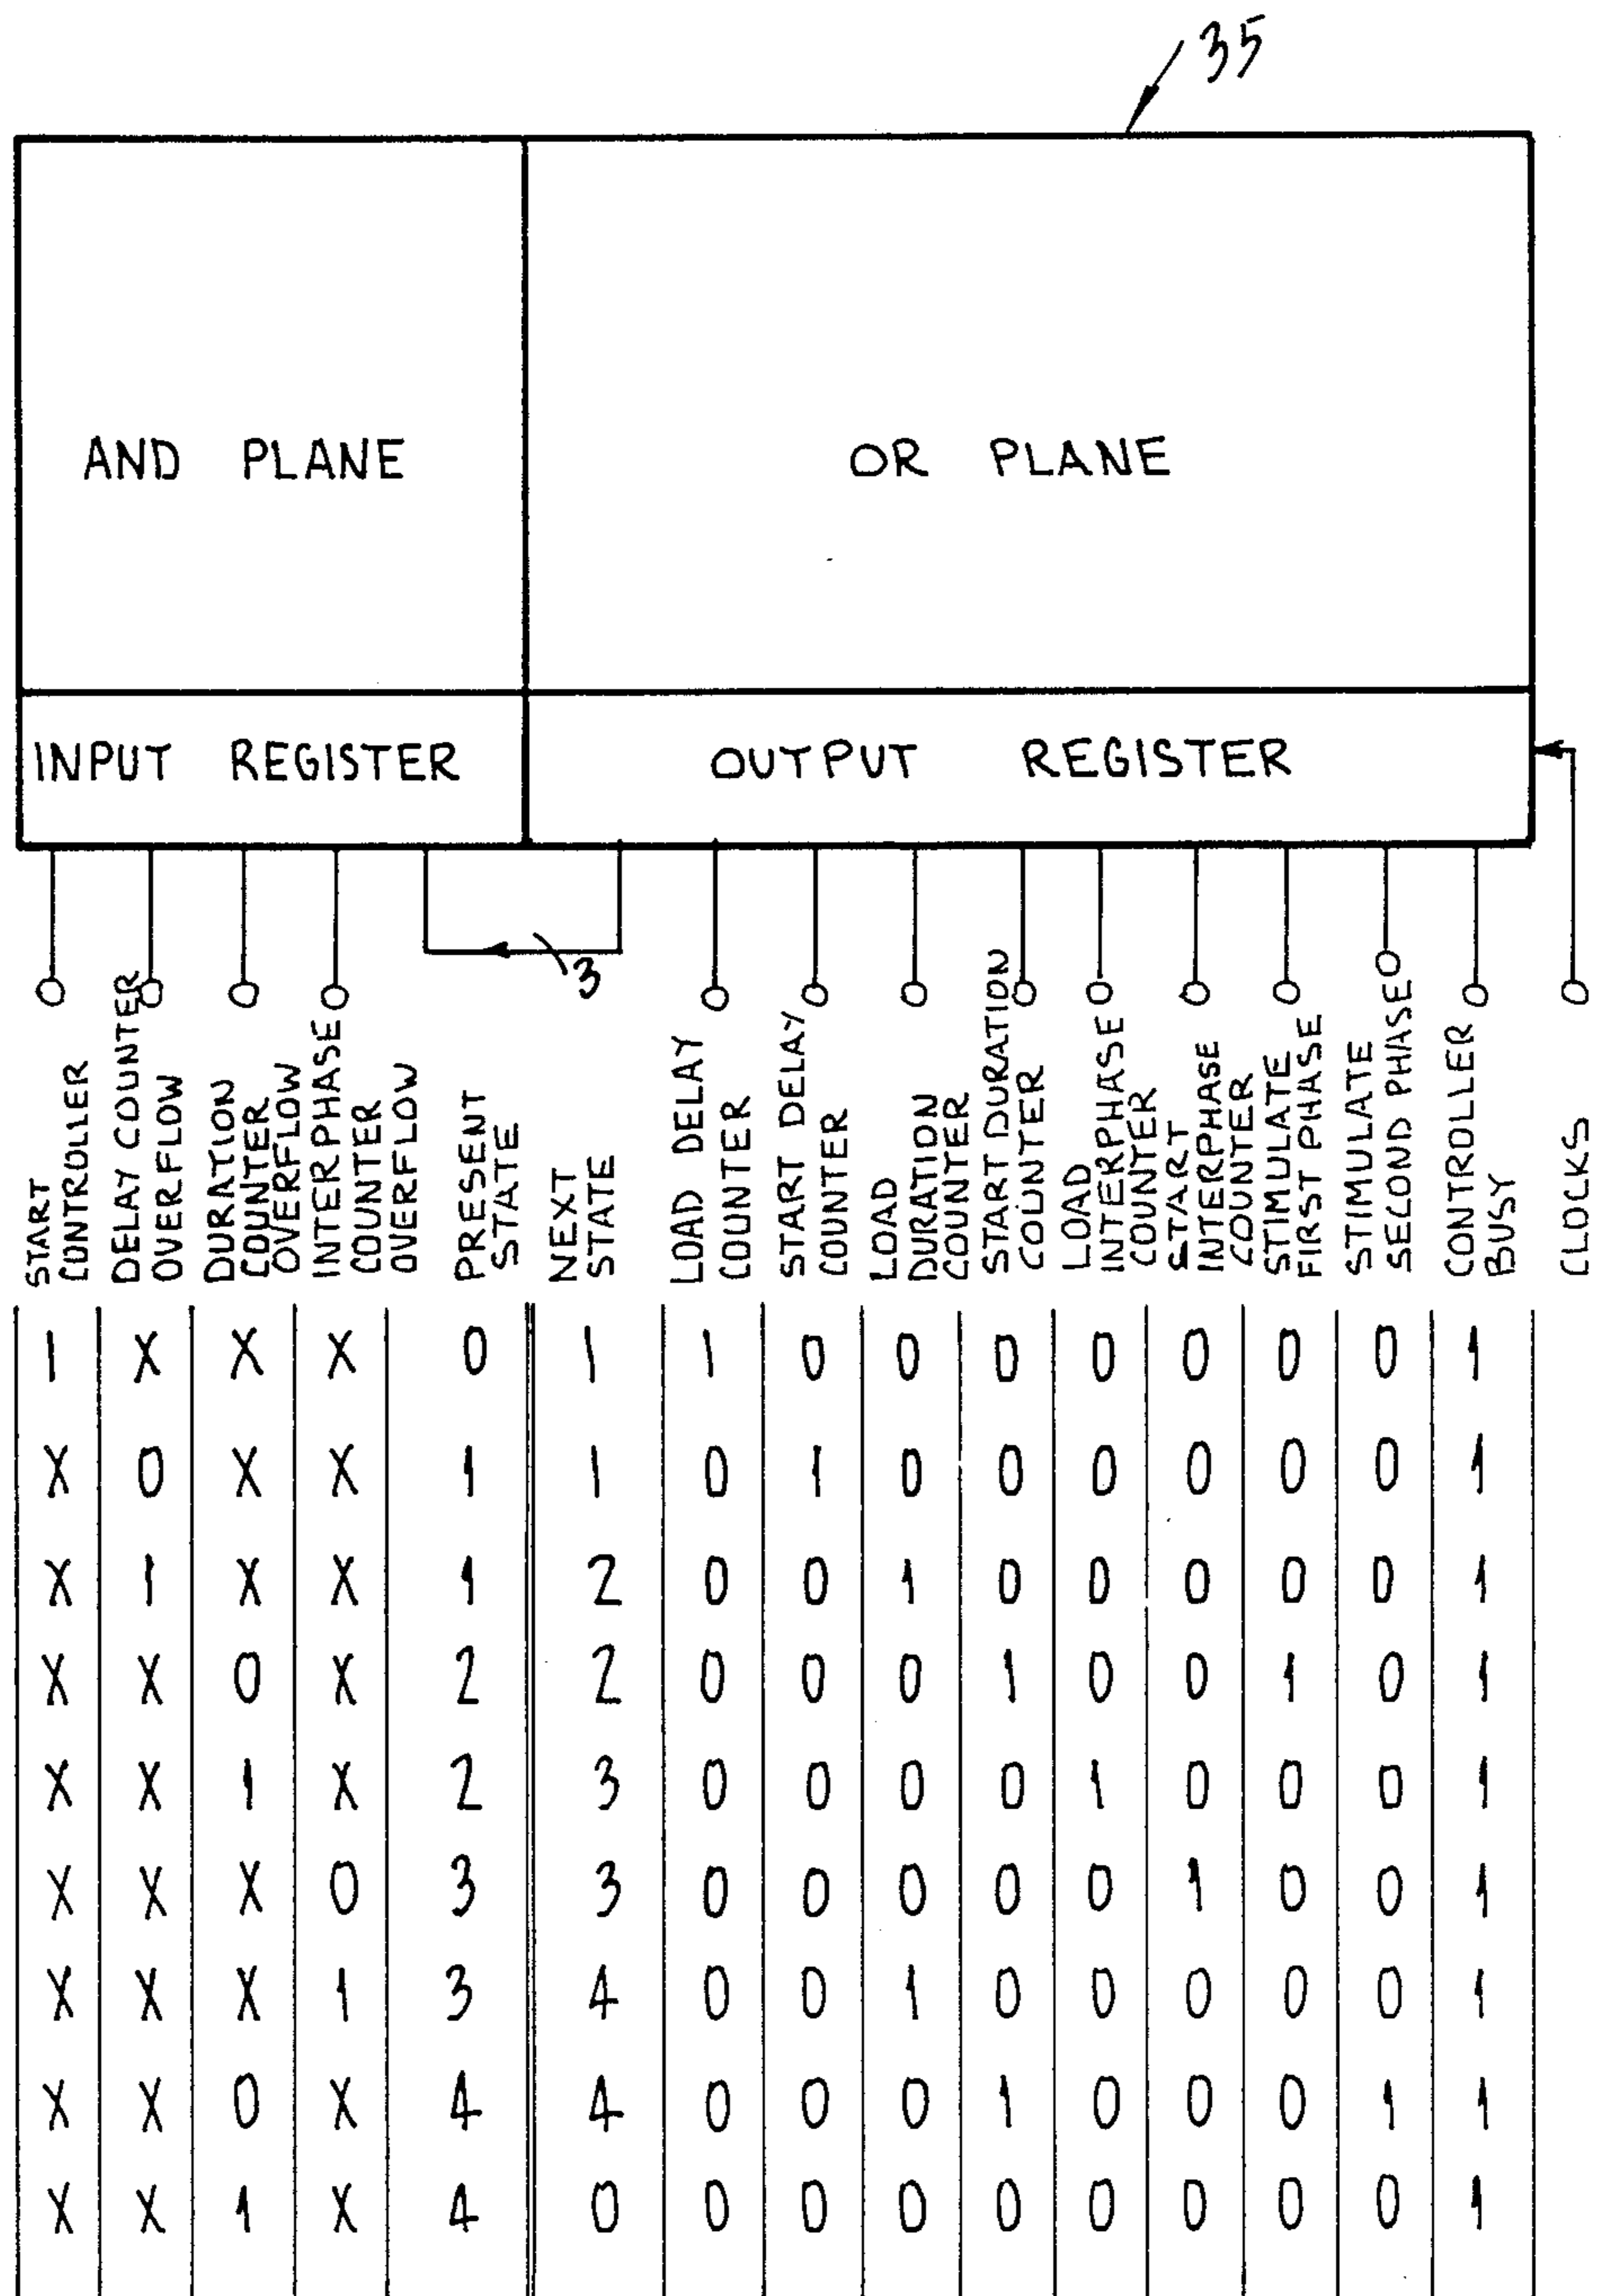 35
AND PLANE
OR PLANE
INPUT REGISTER
OUTPUT REGISTER
3
START
CONTROLLER
DELAY COUNTER
OVERFLOW
DURATION
COUNTER
OVERFLOW
INTERPHASE
COUNTER
OVERFLOW
PRESENT
STATE
NEXT
STATE
LOAD DELAY
COUNTER
START DELAY
COUNTER
LOAD
DURATION
COUNTER
START DURATION
COUNTER
LOAD
INTERPHASE
COUNTER
START
INTERPHASE
COUNTER
STIMULATE
FIRST PHASE
STIMULATE
SECOND PHASE
CONTROLLER
BUSY
CLOCKS
1 X X X 0 1 1 0 0 0 0 0 0 0 1
X 0 X X 1 1 0 1 0 0 0 0 0 0 1
X 1 X X 1 2 0 0 1 0 0 0 0 0 1
X X 0 X 2 2 0 0 0 1 0 0 1 0 1
X X 1 X 2 3 0 0 0 0 1 0 0 0 1
X X X 0 3 3 0 0 0 0 0 1 0 0 1
X X X 1 3 4 0 0 1 0 0 0 0 0 1
X X 0 X 4 4 0 0 0 1 0 0 0 1 1
X X 1 X 4 0 0 0 0 0 0 0 0 0 1